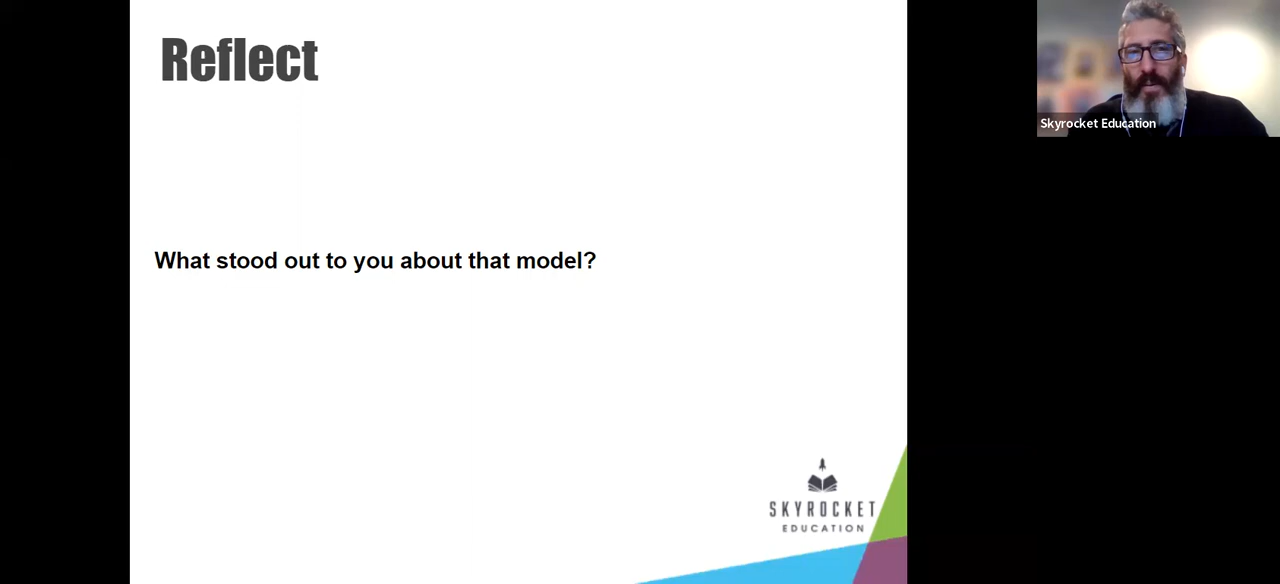 Reflect
Skyrocket Education
What stood out to you about that model?
SKYROCKET
EDUCATION